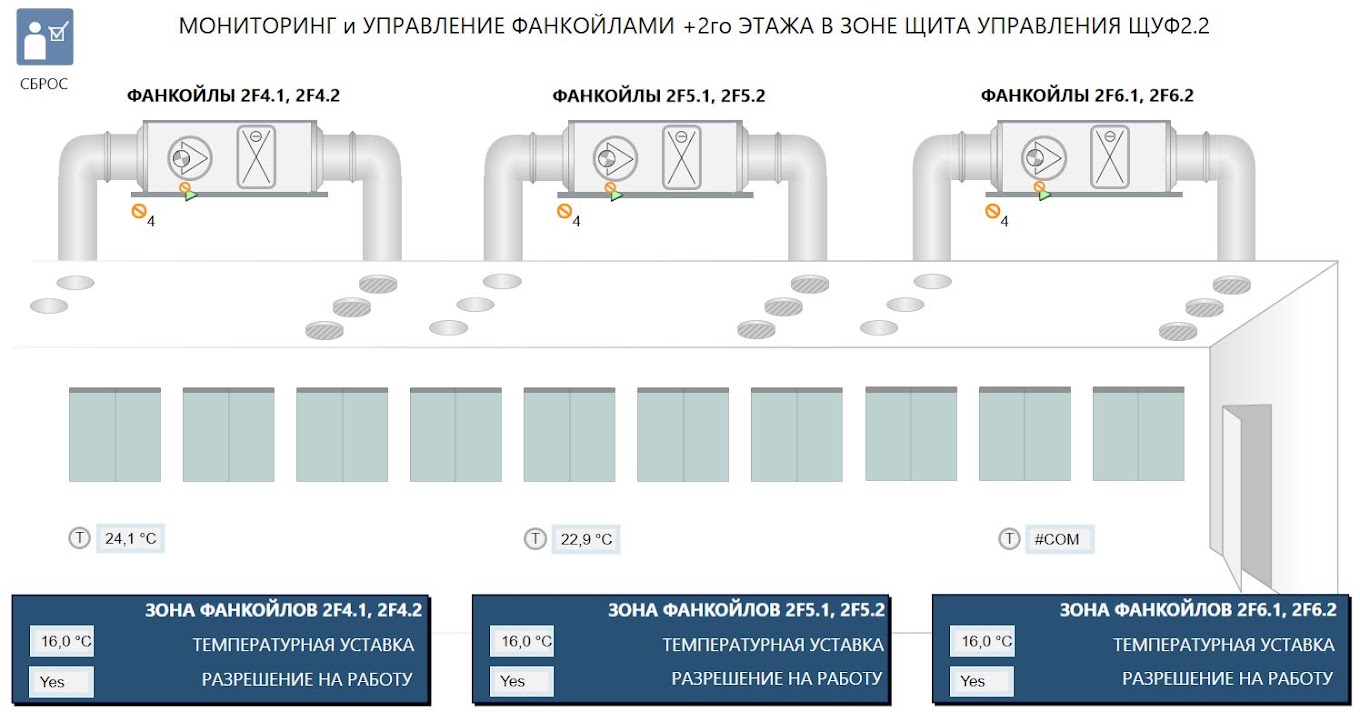 МОНИТОРИНГ и УПРАВЛЕНИЕ ФАНКОЙЛАМИ +2го ЭТАЖА В ЗОНЕ ЩИТА УПРАВЛЕНИЯ ЩУФ2.2
СБРОС
ФАНКОЙЛЫ 2F4.1, 2F4.2
ФАНКОЙЛЫ 2F5.1, 2F5.2
ФАНКОЙЛЫ 2F6.1, 2F6.2
4
4
4
T
24,1 °C
T
22,9 °C
T
#COM
ЗОНА ФАНКОЙЛОВ 2F4.1, 2F4.2
16,0 °C
ТЕМПЕРАТУРНАЯ УСТАВКА
Yes
РАЗРЕШЕНИЕ НА РАБОТУ
ЗОНА ФАНКОЙЛОВ 2F5.1, 2F5.2
16,0 °C
ТЕМПЕРАТУРНАЯ УСТАВКА
Yes
РАЗРЕШЕНИЕ НА РАБОТУ
ЗОНА ФАНКОЙЛОВ 2F6.1, 2F6.2
16,0 °C
ТЕМПЕРАТУРНАЯ УСТАВКА
Yes
РАЗРЕШЕНИЕ НА РАБОТУ